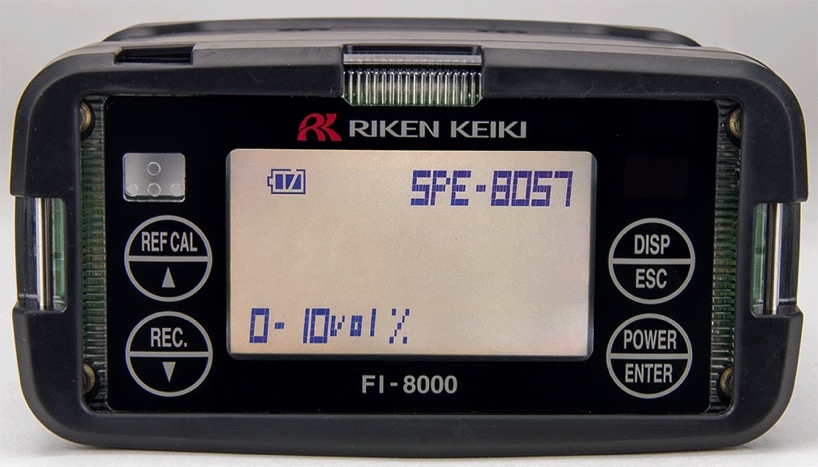 RIKEN KEIKI
SPE-8057
REF CAL
DISP
ESC
REC.
0-10vol%
POWER
ENTER
FI-8000